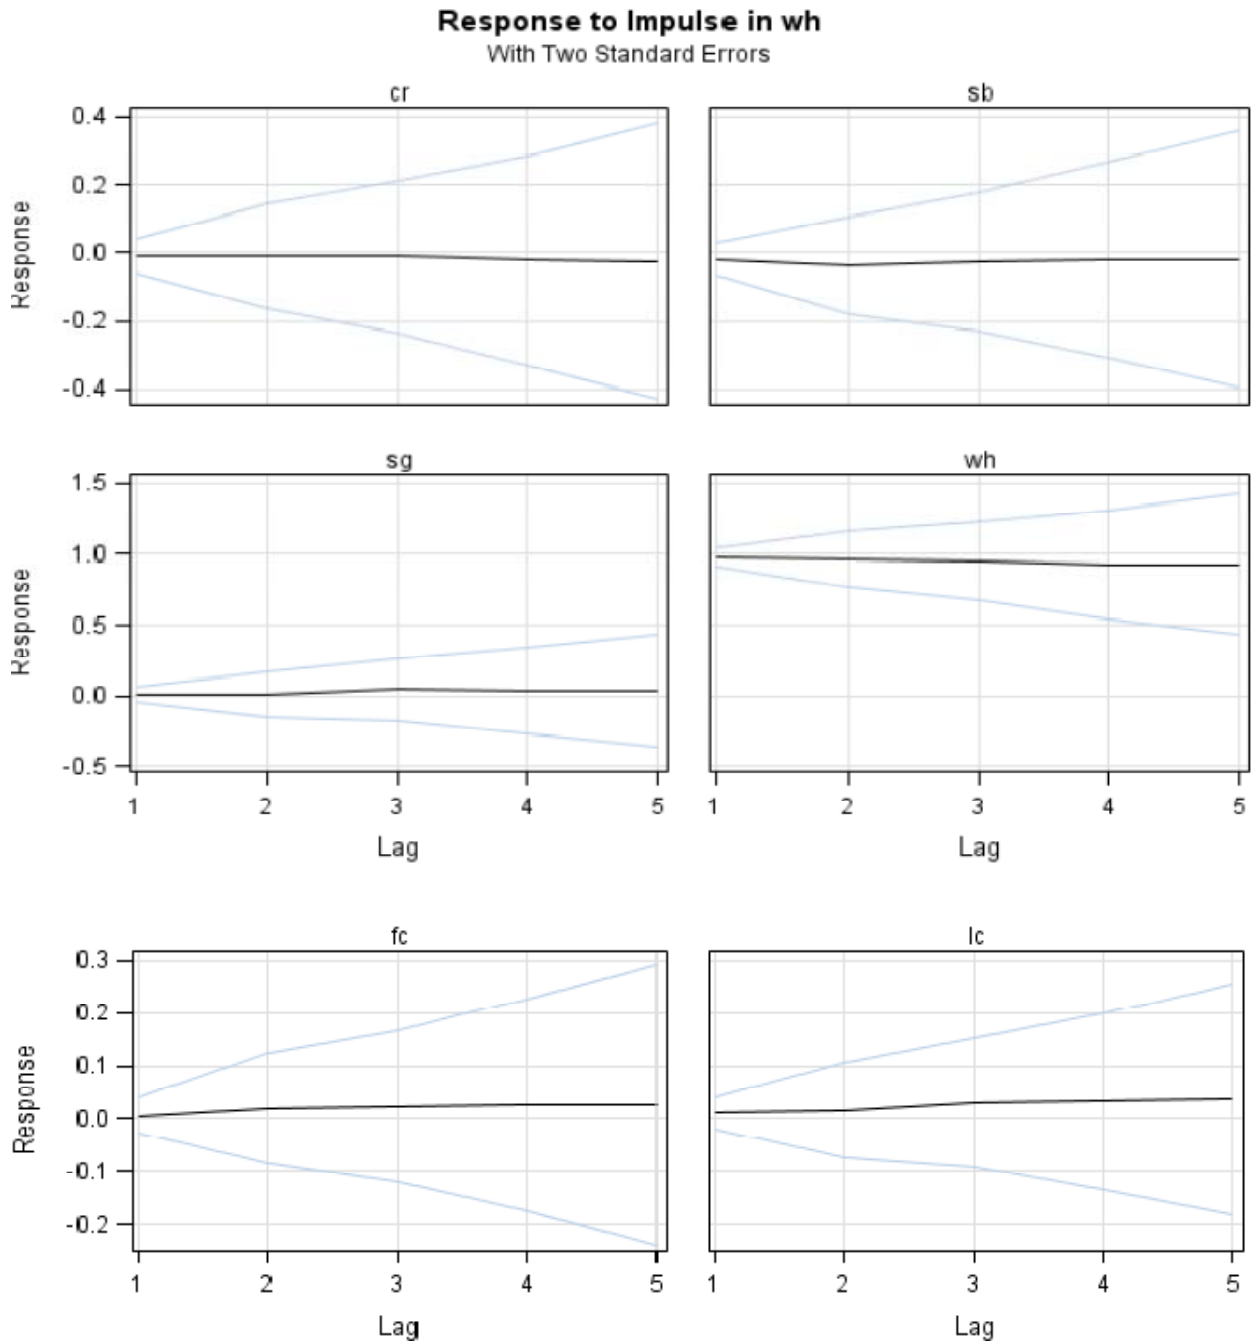 Response to Impulse in wh
With Two Standard Errors
cr
sb
0.4
0.2
0.0
-0.2
-0.4
Response
sg
wh
1.5
1.0
0.5
0.0
-0.5
Response
1 2 3 4 5
1 2 3 4 5
Lag
Lag
fc
lc
0.3
0.2
0.1
0.0
-0.1
-0.2
Response
1 2 3 4 5
1 2 3 4 5
Lag
Lag